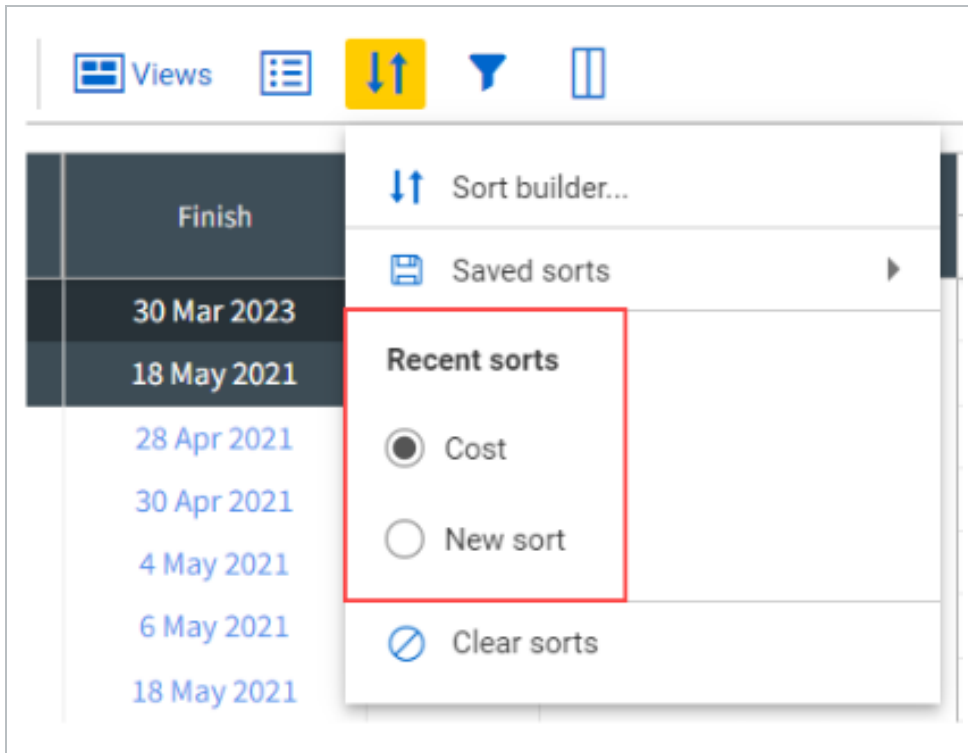 Views
Finish
30 Mar 2023
18 May 2021
28 Apr 2021
30 Apr 2021
4 May 2021
6 May 2021
18 May 2021
Sort builder...
Saved sorts
Recent sorts
Cost
New sort
Clear sorts